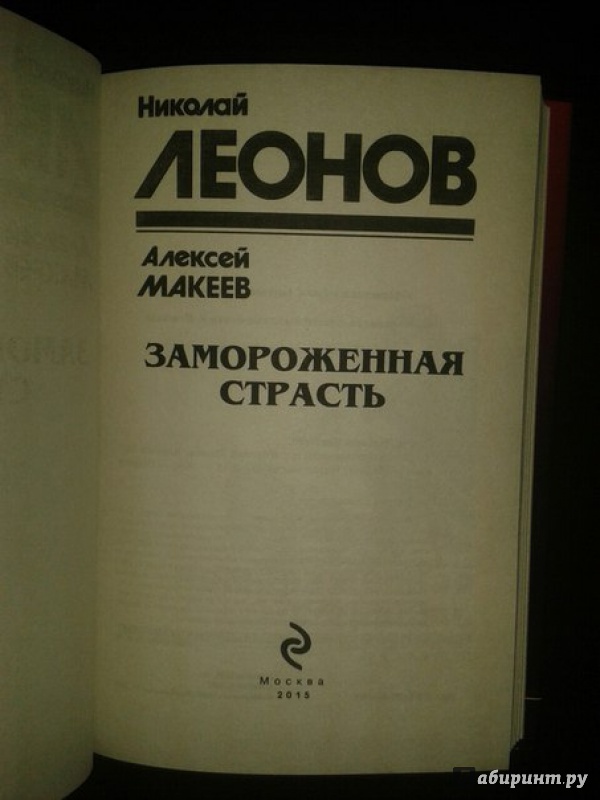 Николай
ЛЕОНОВ
Алексей
МАКЕЕВ
ЗАМОРОЖЕННАЯ
СТРАСТЬ
Москва
2015
абиринт.ру